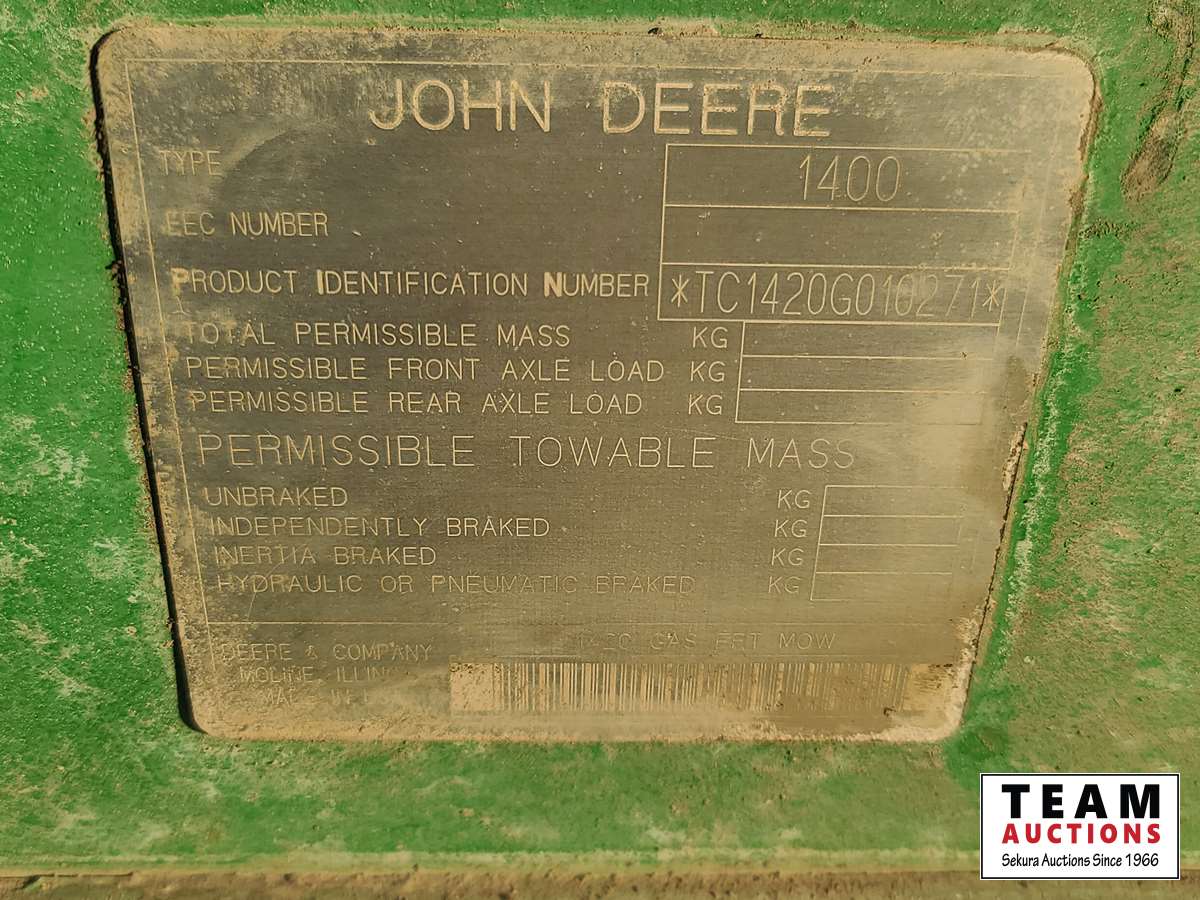 JOHN DEERE
TYPE 1400
EEC NUMBER
PRODUCT IDENTIFICATION NUMBER *TC1420G010271*
TOTAL PERMISSIBLE MASS KG
PERMISSIBLE FRONT AXLE LOAD KG
PERMISSIBLE REAR AXLE LOAD KG
PERMISSIBLE TOWABLE MASS
UNBRAKED KG
INDEPENDENTLY BRAKED KG
INERTIA BRAKED KG
HYDRAULIC OR PNEUMATIC BRAKED KG
GAS FRT MOW
DEERE & COMPANY
MOLINE
TEAM
AUCTIONS
Sekura Auctions Since 1966